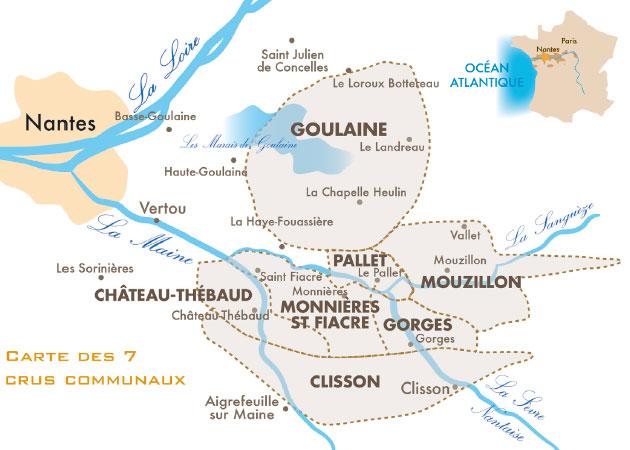 La Loire
Saint Julien
de Concelles
Le Loroux Bottereau
OCÉAN
ATLANTIQUE
Nantes
Paris
Nantes
Basse-Goulaine
GOULAINE
Les Marais de Goulaine
Le Landreau
Haute-Goulaine
La Chapelle Heulin
Vertou
La Maine
La Haye-Fouassière
Vallet
La Sanguèze
Les Sorinières
PALLET
Mouzillon
Saint Fiacre
Le Pallet
MOUZILLON
CHÂTEAU-THÉBAUD
Monnières
MONNIÈRES
ST FIACRE
Château Thébaud
GORGES
Gorges
CARTE DES 7
CRUS COMMUNAUX
CLISSON
Clisson
Aigrefeuille
sur Maine
La Sevre
Nantaise